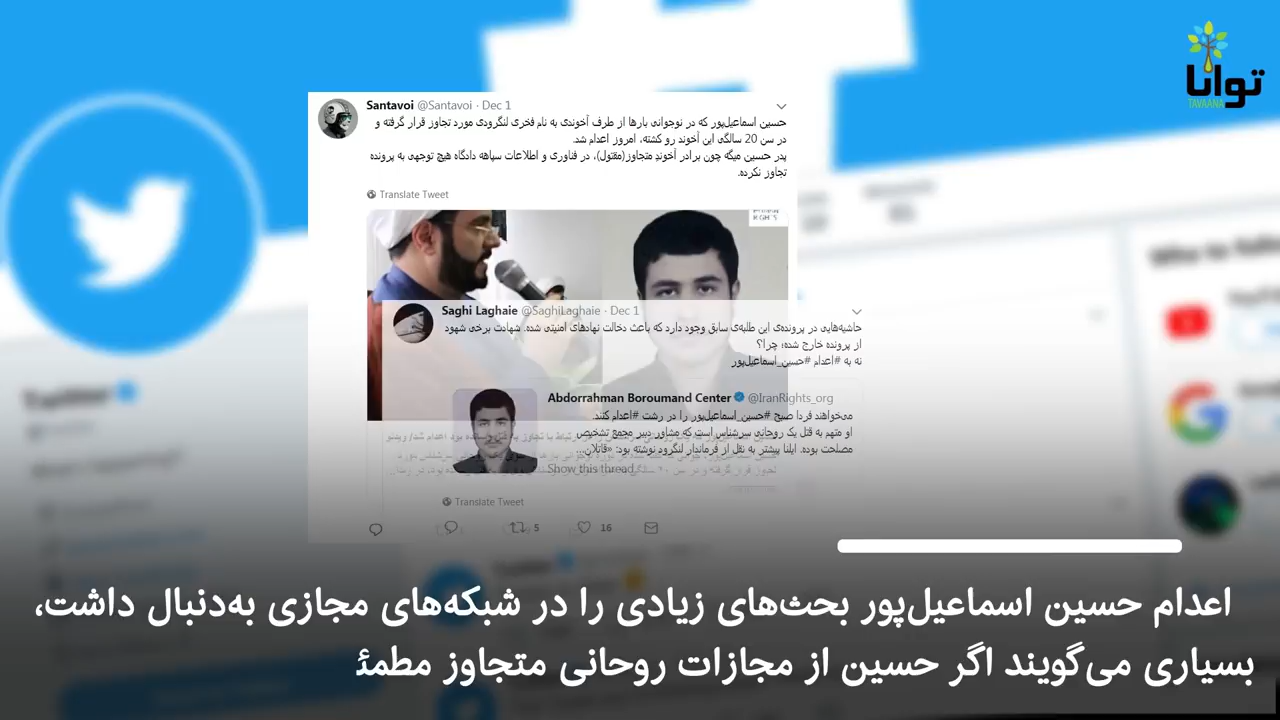 توانا
TAVAANA
Santavoi @Santavoi · Dec 1
حسین اسماعیل‌پور که در نوجوانی بارها از طرف آخوندی به نام فخری لنگرودی مورد تجاوز قرار گرفته و
در سن 20 سالگی این آخوند رو کشته، امروز اعدام شد.
پدر حسین میگه چون برادر آخوند متجاوز(مقتول)، در فناوری و اطلاعات سپاهه دادگاه هیچ توجهی به پرونده
تجاوز نکرده.
Translate Tweet
Saghi Laghaie @SaghiLaghaie · Dec 1
حاشیه‌هایی در پرونده‌ی این طلبه‌ی سابق وجود دارد که باعث دخالت نهادهای امنیتی شده. شهادت برخی شهود
از پرونده خارج شده؛ چرا؟
نه به #اعدام #حسین_اسماعیل‌پور
Abdorrahman Boroumand Center @IranRights_org
می‌خواهند فردا صبح #حسین_اسماعیل‌پور را در رشت #اعدام کنند.
او متهم به قتل یک روحانی سرشناس است که مشاور دبیر مجمع تشخیص
مصلحت بوده. ایلنا پیشتر به نقل از فرماندار لنگرود نوشته بود: «قاتلان...
Show this thread
Translate Tweet
5 16
اعدام حسین اسماعیل‌پور بحث‌های زیادی را در شبکه‌های مجازی به‌دنبال داشت،
بسیاری می‌گویند اگر حسین از مجازات روحانی متجاوز مطمئ